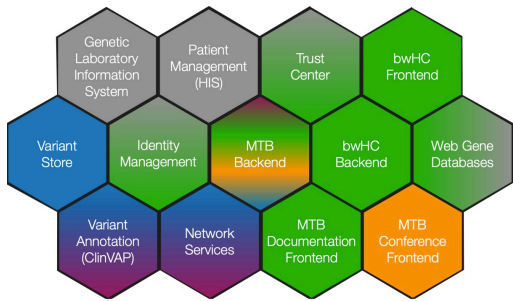 Genetic
Laboratory
Information
System
Patient
Management
(HIS)
Trust
Center
bwHC
Frontend
Variant
Store
Identity
Management
MTB
Backend
bwHC
Backend
Web Gene
Databases
Variant
Annotation
(ClinVAP)
Network
Services
MTB
Documentation
Frontend
MTB
Conference
Frontend